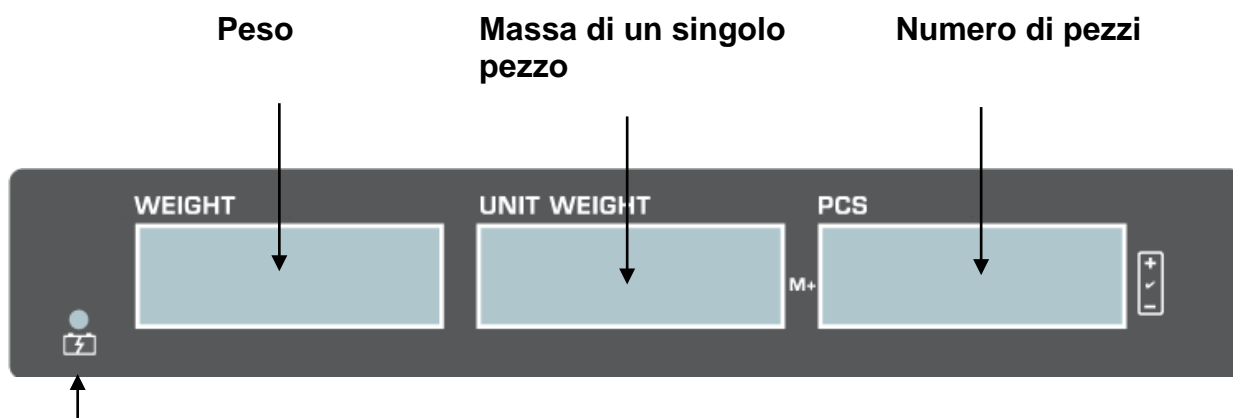 Peso
Massa di un singolo
pezzo
Numero di pezzi
WEIGHT
UNIT WEIGHT
PCS
M+
+
✓
−